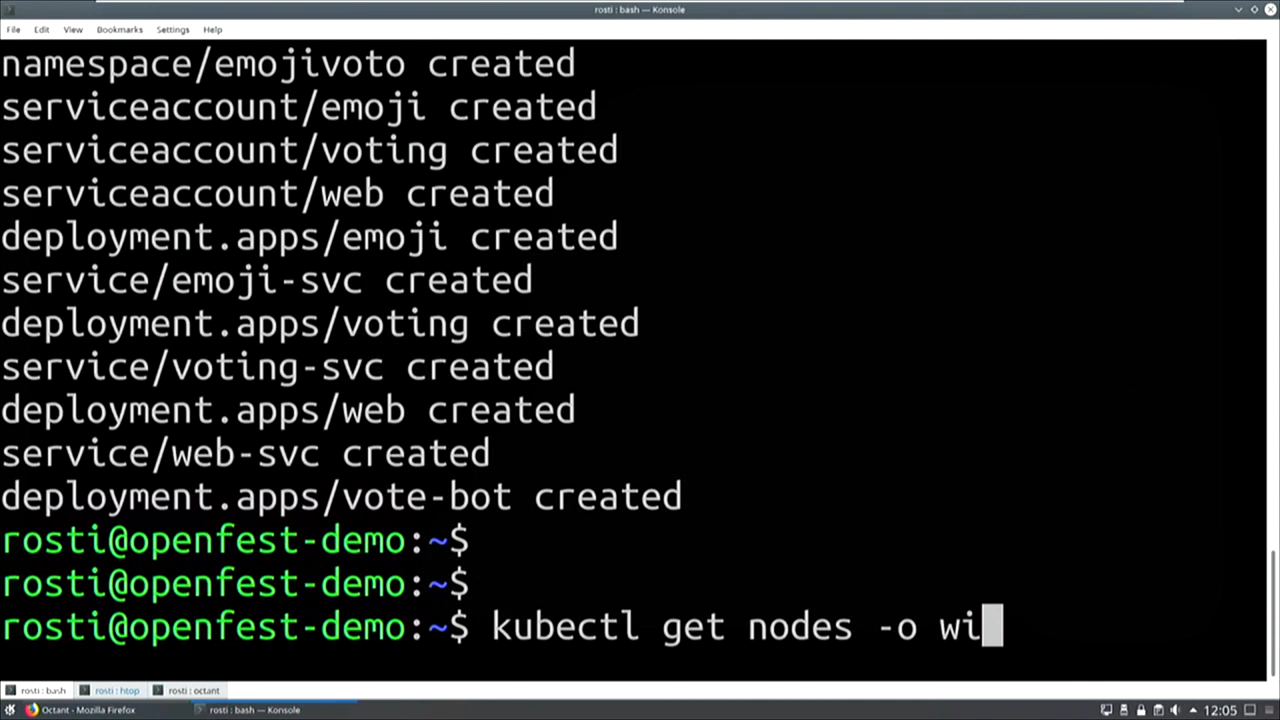 rosti : bash — Konsole
File Edit View Bookmarks Settings Help
namespace/emojivoto created
serviceaccount/emoji created
serviceaccount/voting created
serviceaccount/web created
deployment.apps/emoji created
service/emoji-svc created
deployment.apps/voting created
service/voting-svc created
deployment.apps/web created
service/web-svc created
deployment.apps/vote-bot created
rosti@openfest-demo:~$
rosti@openfest-demo:~$
rosti@openfest-demo:~$ kubectl get nodes -o wi
rosti : bash rosti : htop rosti : octant
Octant - Mozilla Firefox rosti : bash — Konsole 12:05